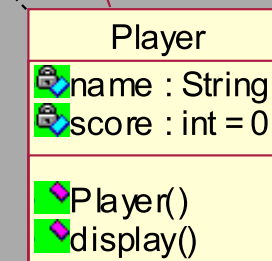 Player
name : String
score : int = 0
Player()
display()